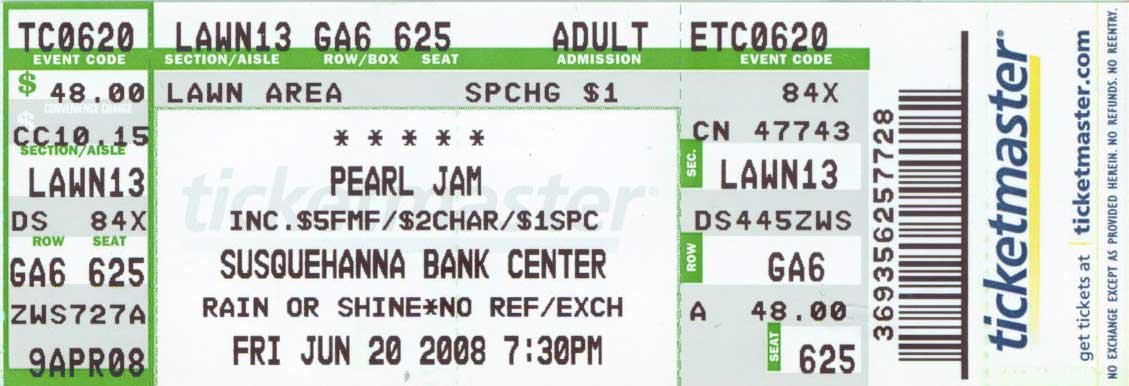 TC0620 LAWN13 GA6 625 ADULT ETC0620
EVENT CODE SECTION/AISLE ROW/BOX SEAT ADMISSION EVENT CODE
$ 48.00 LAWN AREA SPCHG $1 84X
CONVENIENCE CHARGE
$
CC10.15
SECTION/AISLE
LAWN13
DS 84X
ROW SEAT
GA6 625
ZWS727A
9APR08
* * * * *
PEARL JAM
ticketmaster®
INC.$5FMF/$2CHAR/$1SPC
SUSQUEHANNA BANK CENTER
RAIN OR SHINE*NO REF/EXCH
FRI JUN 20 2008 7:30PM
CN 47743
SEC. LAWN13
DS445ZWS
ROW GA6
A 48.00
SEAT 625
369356257728
ticketmaster®
get tickets at ticketmaster.com
NO EXCHANGE EXCEPT AS PROVIDED HEREIN. NO REFUNDS. NO REENTRY.